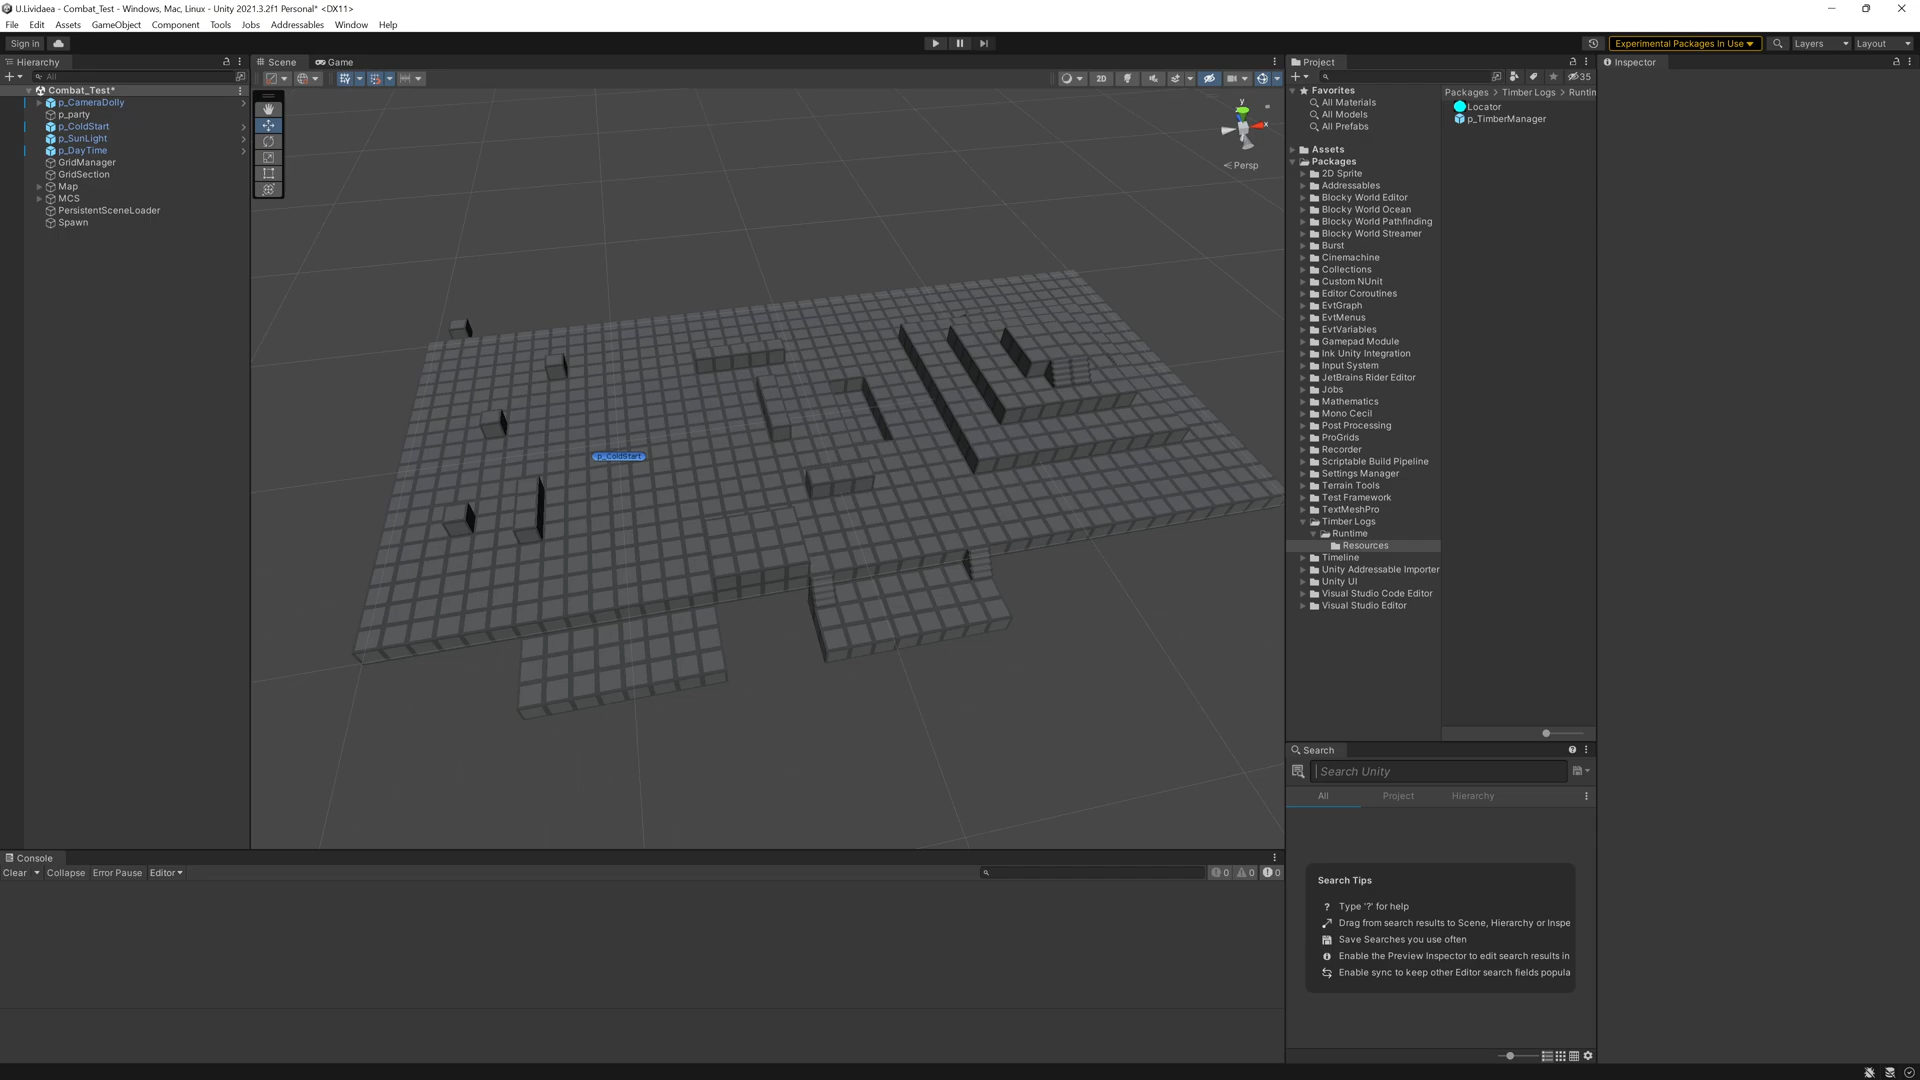 U.Lividaea - Combat_Test - Windows, Mac, Linux - Unity 2021.3.2f1 Personal* <DX11>
File Edit Assets GameObject Component Tools Jobs Addressables Window Help
Sign in
Experimental Packages In Use
Layers
Layout
Hierarchy
All
Combat_Test*
p_CameraDolly
p_party
p_ColdStart
p_SunLight
p_DayTime
GridManager
GridSection
Map
MCS
PersistentSceneLoader
Spawn
Scene
Game
2D
y
x
< Persp
p_ColdStart
Project
35
Favorites
All Materials
All Models
All Prefabs
Assets
Packages
2D Sprite
Addressables
Blocky World Editor
Blocky World Ocean
Blocky World Pathfinding
Blocky World Streamer
Burst
Cinemachine
Collections
Custom NUnit
Editor Coroutines
EvtGraph
EvtMenus
EvtVariables
Gamepad Module
Ink Unity Integration
Input System
JetBrains Rider Editor
Jobs
Mathematics
Mono Cecil
Post Processing
ProGrids
Recorder
Scriptable Build Pipeline
Settings Manager
Terrain Tools
Test Framework
TextMeshPro
Timber Logs
Runtime
Resources
Timeline
Unity Addressable Importer
Unity UI
Visual Studio Code Editor
Visual Studio Editor
Packages > Timber Logs > Runtin
Locator
p_TimberManager
Inspector
Search
Search Unity
All Project Hierarchy
Search Tips
? Type '?' for help
Drag from search results to Scene, Hierarchy or Inspe
Save Searches you use often
Enable the Preview Inspector to edit search results in
Enable sync to keep other Editor search fields popula
Console
Clear Collapse Error Pause Editor
0 0 0